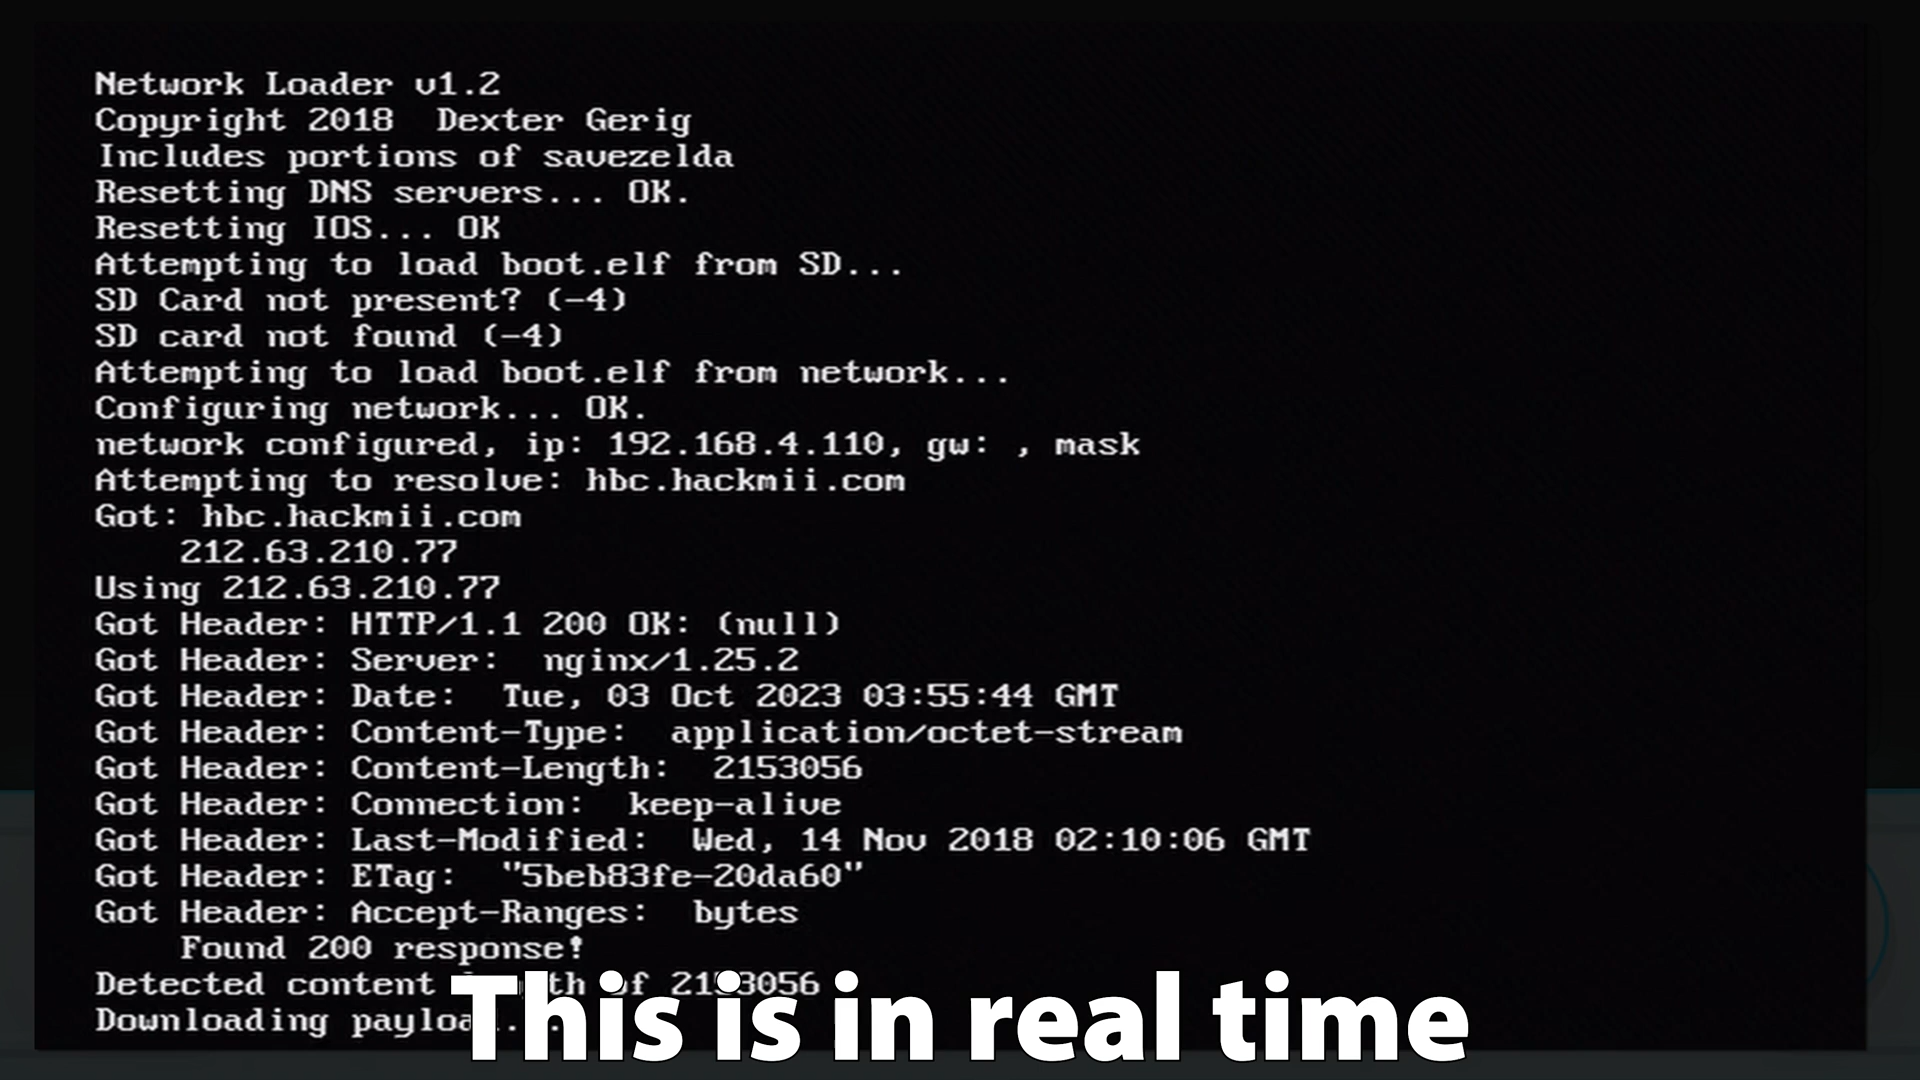 Network Loader v1.2
Copyright 2018  Dexter Gerig
Includes portions of savezelda
Resetting DNS servers... OK.
Resetting IOS... OK
Attempting to load boot.elf from SD...
SD Card not present? (-4)
SD card not found (-4)
Attempting to load boot.elf from network...
Configuring network... OK.
network configured, ip: 192.168.4.110, gw: , mask
Attempting to resolve: hbc.hackmii.com
Got: hbc.hackmii.com
212.63.210.77
Using 212.63.210.77
Got Header: HTTP/1.1 200 OK: (null)
Got Header: Server:  nginx/1.25.2
Got Header: Date:  Tue, 03 Oct 2023 03:55:44 GMT
Got Header: Content-Type:  application/octet-stream
Got Header: Content-Length:  2153056
Got Header: Connection:  keep-alive
Got Header: Last-Modified:  Wed, 14 Nov 2018 02:10:06 GMT
Got Header: ETag:  "5beb83fe-20da60"
Got Header: Accept-Ranges:  bytes
Found 200 response!
Detected content length of 2153056
Downloading payload...
This is in real time